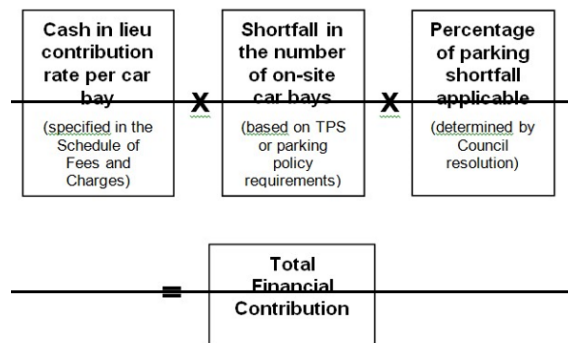 Cash in lieu
contribution
rate per car
bay
(specified in the
Schedule of
Fees and
Charges)
X
Shortfall in
the number
of on-site
car bays
(based on TPS
or parking
policy
requirements)
X
Percentage
of parking
shortfall
applicable
(determined by
Council
resolution)
=
Total
Financial
Contribution